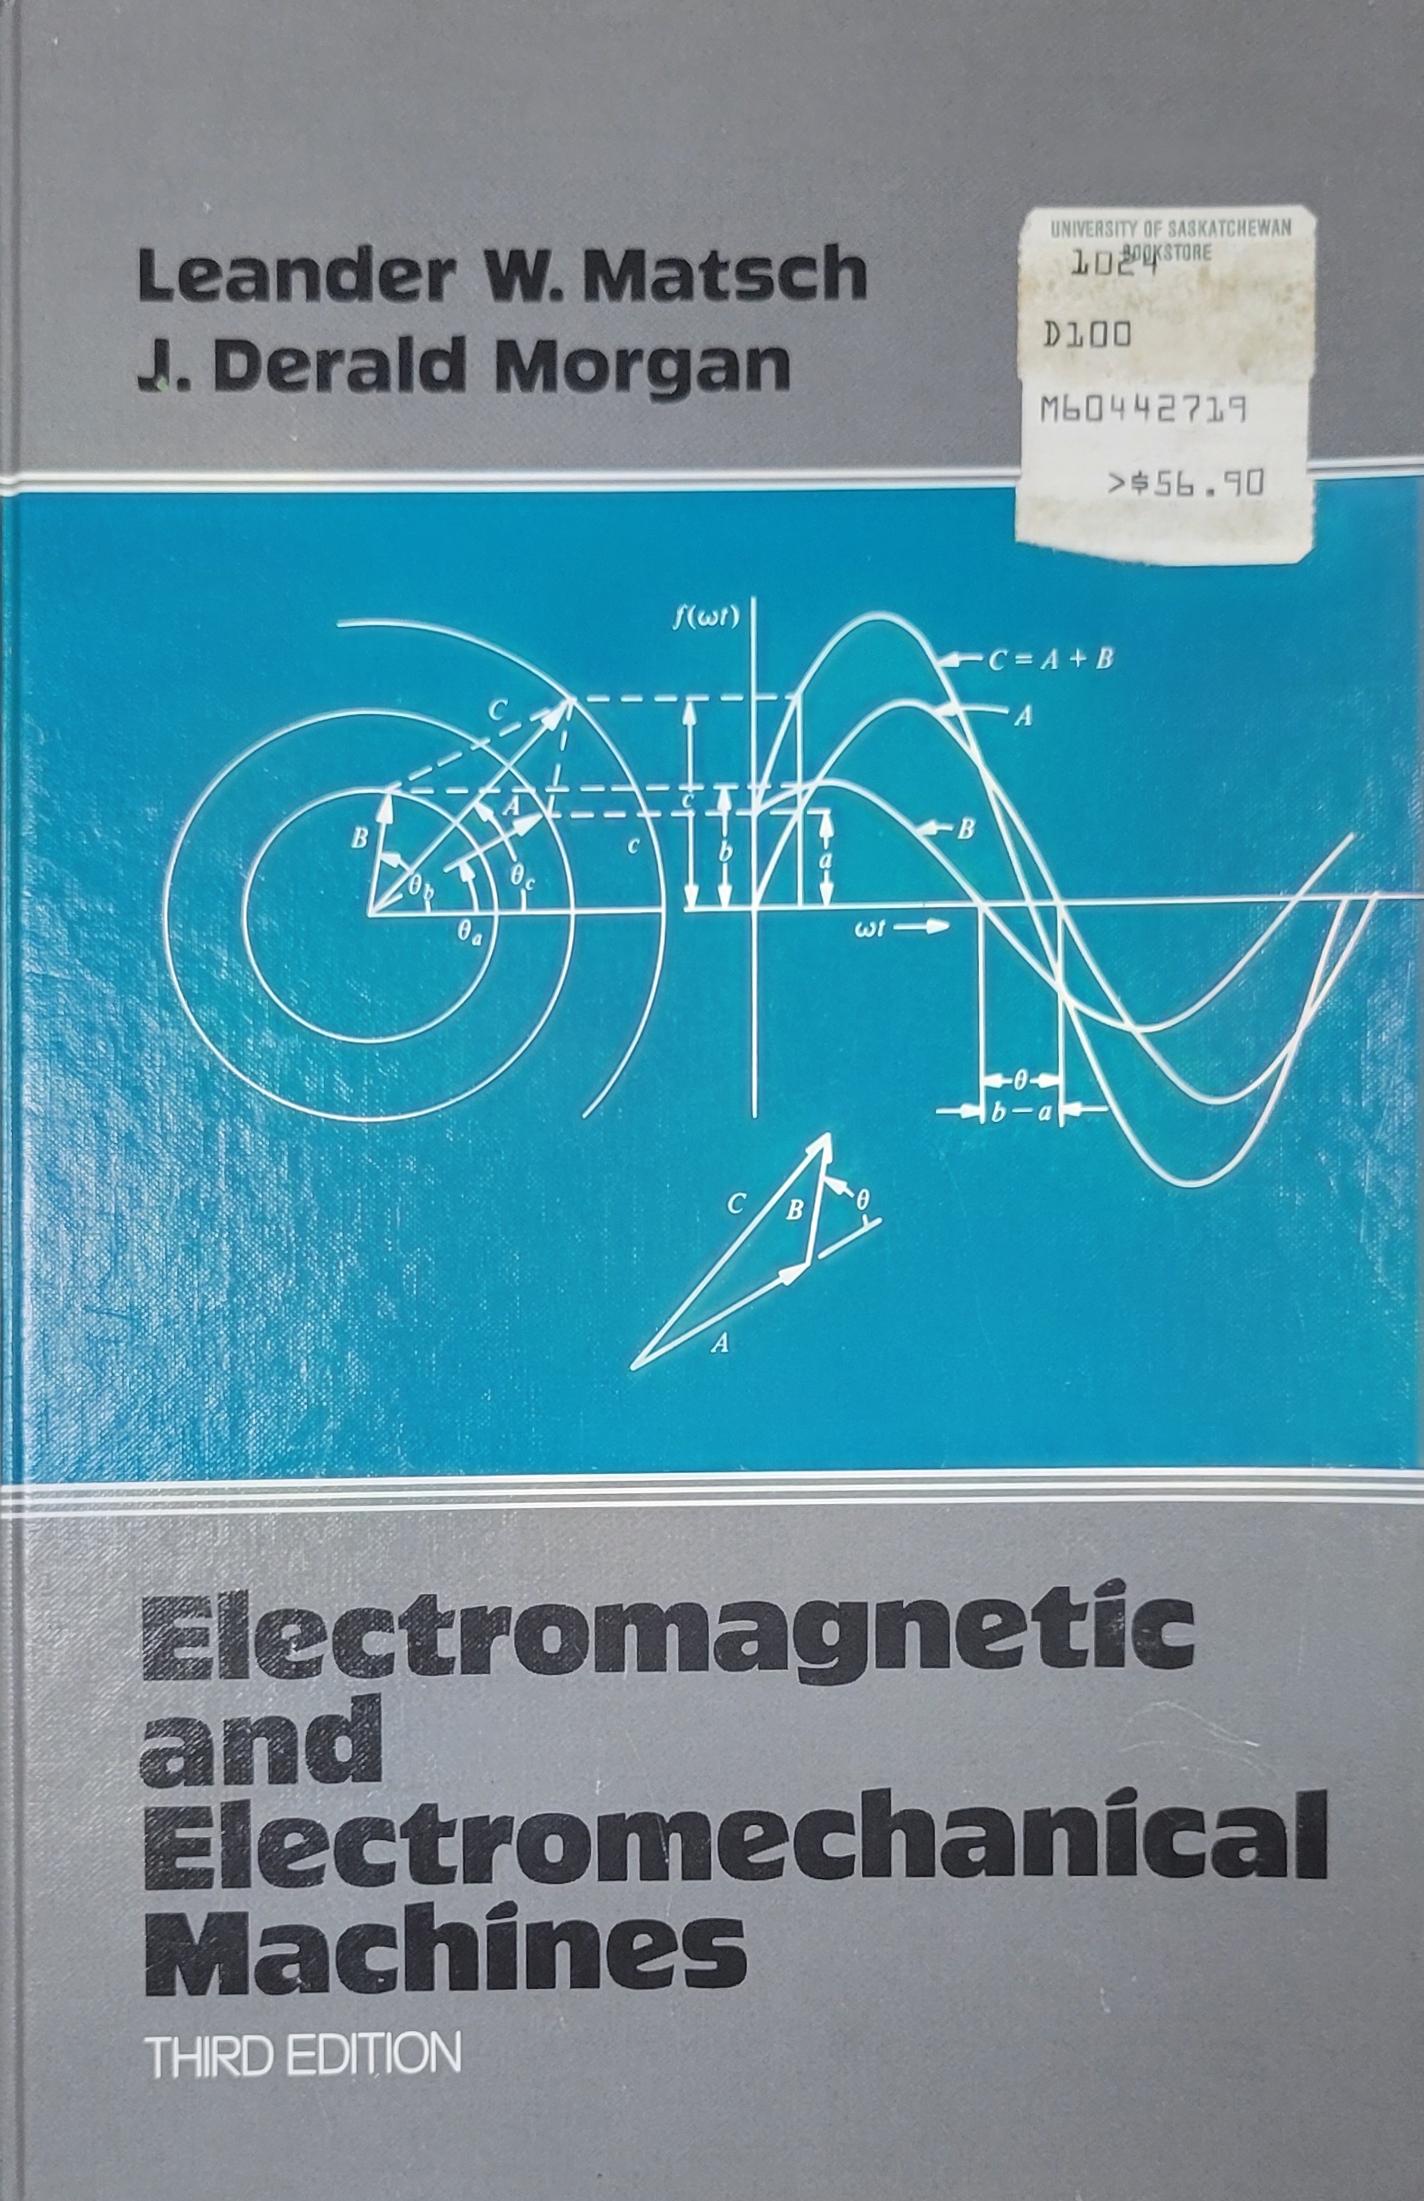 Leander W. Matsch
J. Derald Morgan
UNIVERSITY OF SASKATCHEWAN
BOOKSTORE
1024
D100
M60442719
>$56.90
f(ωt)
C = A + B
A
C
A
B
c
c
b
a
B
θb
θc
θa
ωt
θ
b – a
C
B
θ
A
Electromagnetic
and
Electromechanical
Machines
THIRD EDITION